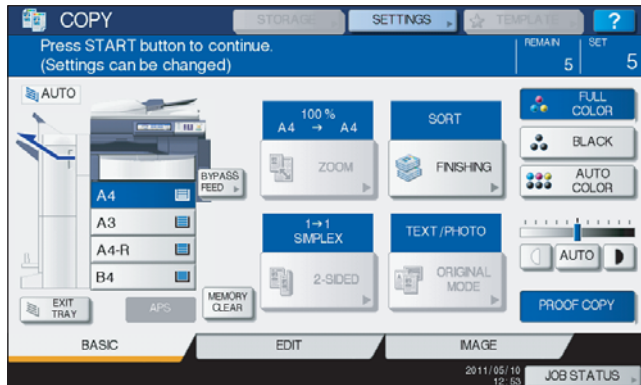 COPY
STORAGE
SETTINGS
TEMPLATE
?
Press START button to continue.
(Settings can be changed)
REMAIN
SET
5
5
AUTO
BYPASS
FEED
A4
A3
A4-R
B4
EXIT
TRAY
APS
MEMORY
CLEAR
100 %
A4 → A4
ZOOM
SORT
FINISHING
1→1
SIMPLEX
2-SIDED
TEXT/PHOTO
ORIGINAL
MODE
FULL
COLOR
BLACK
AUTO
COLOR
AUTO
PROOF COPY
BASIC
EDIT
IMAGE
2011/05/10
12:53
JOB STATUS